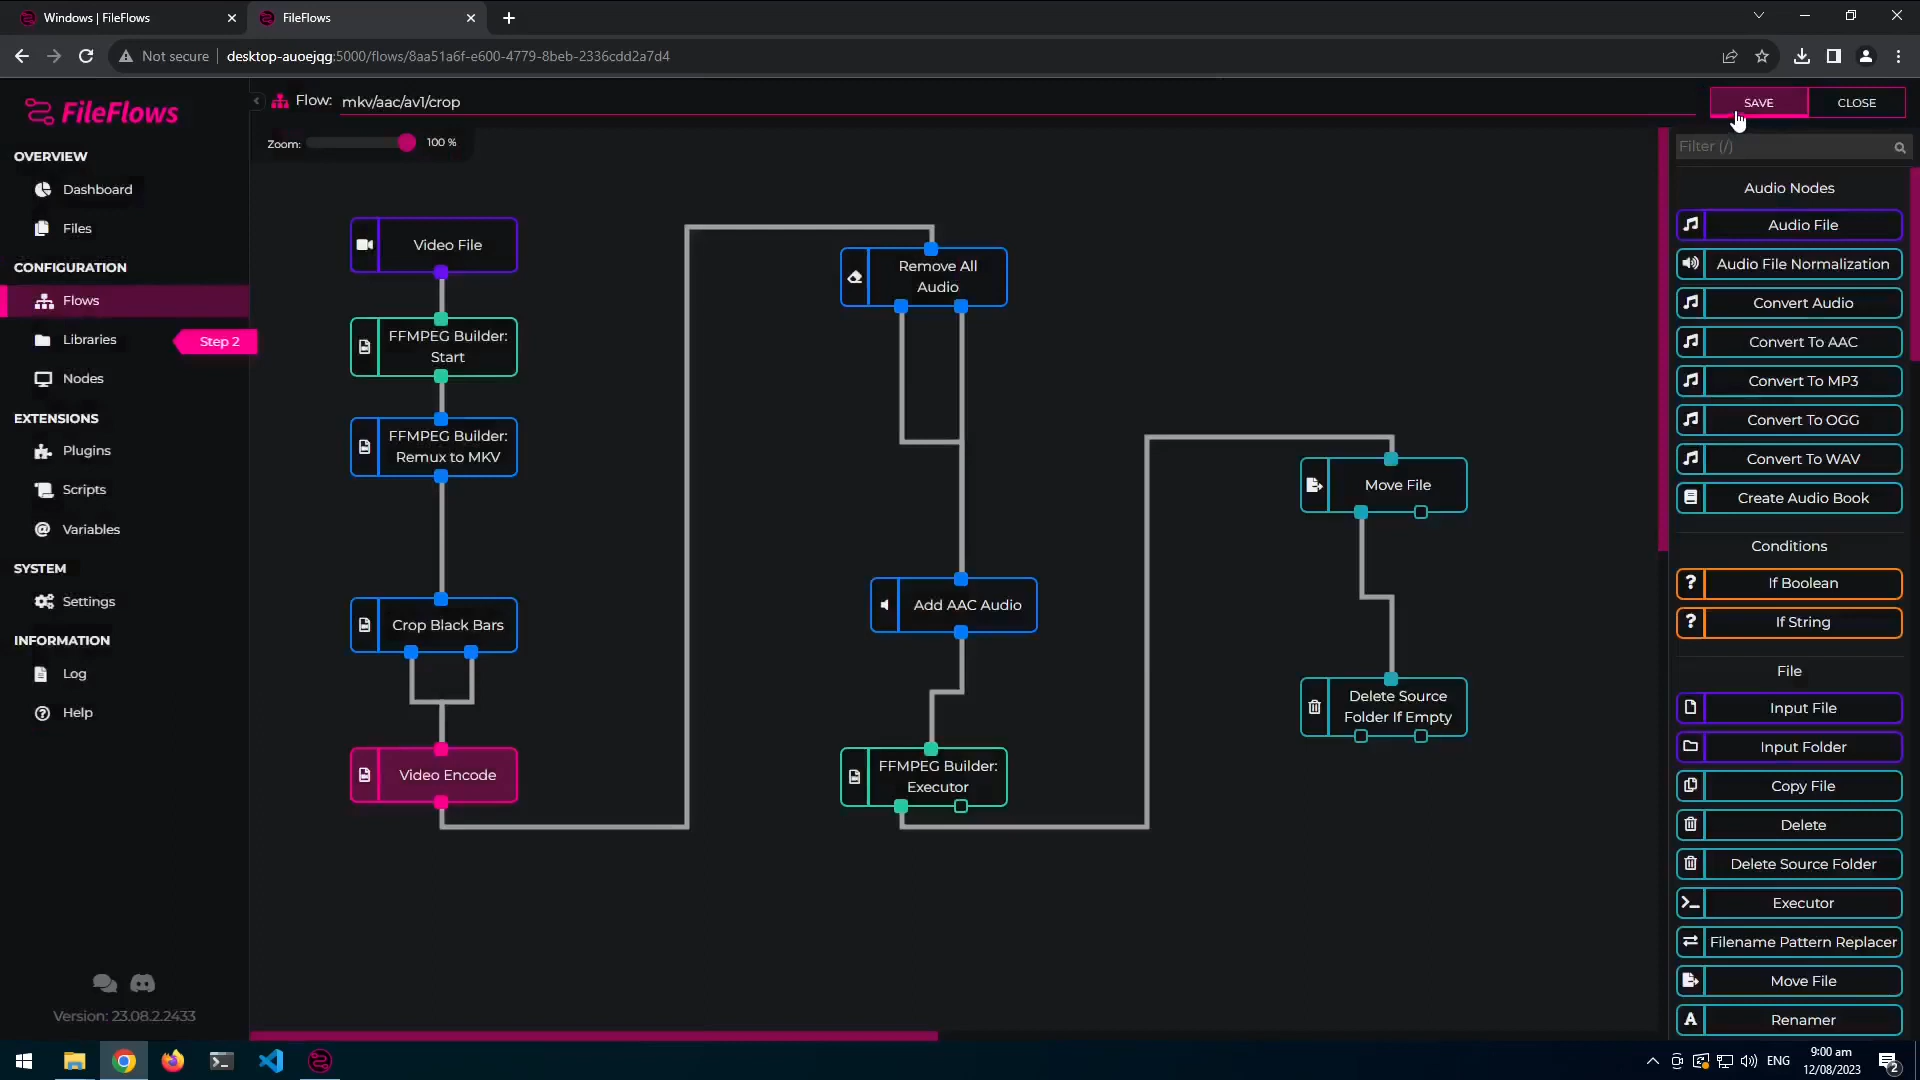 Windows | FileFlows
FileFlows
Not secure
desktop-auoejqg:5000/flows/8aa51a6f-e600-4779-8beb-2336cdd2a7d4
FileFlows
OVERVIEW
Dashboard
Files
CONFIGURATION
Flows
Libraries
Step 2
Nodes
EXTENSIONS
Plugins
Scripts
Variables
SYSTEM
Settings
INFORMATION
Log
Help
Version: 23.08.2.2433
Flow: mkv/aac/av1/crop
SAVE
CLOSE
Zoom:
100 %
Video File
FFMPEG Builder:
Start
FFMPEG Builder:
Remux to MKV
Crop Black Bars
Video Encode
Remove All
Audio
Add AAC Audio
FFMPEG Builder:
Executor
Move File
Delete Source
Folder If Empty
Filter (/)
Audio Nodes
Audio File
Audio File Normalization
Convert Audio
Convert To AAC
Convert To MP3
Convert To OGG
Convert To WAV
Create Audio Book
Conditions
If Boolean
If String
File
Input File
Input Folder
Copy File
Delete
Delete Source Folder
Executor
Filename Pattern Replacer
Move File
Renamer
ENG
9:00 am
12/08/2023
2